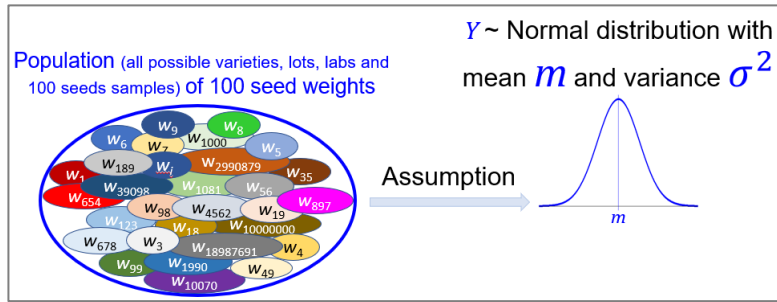 Y ~ Normal distribution with
mean m and variance σ²
Population (all possible varieties, lots, labs and
100 seeds samples) of 100 seed weights
w₉
w₈
w₆
w₇
w₁₀₀₀
w₅
w₁
w₁₈₉
wᵢ
w₂₉₉₀₈₇₉
w₃₅
w₃₉₀₉₈
w₁₀₈₁
w₅₆
w₆₅₄
w₉₈
w₄₅₆₂
w₁₉
w₈₉₇
w₁₂₃
w₁₈
w₁₀₀₀₀₀₀₀
w₆₇₈
w₃
w₁₈₉₈₇₆₉₁
w₄
w₉₉
w₁₉₉₀
w₄₉
w₁₀₀₇₀
Assumption
m